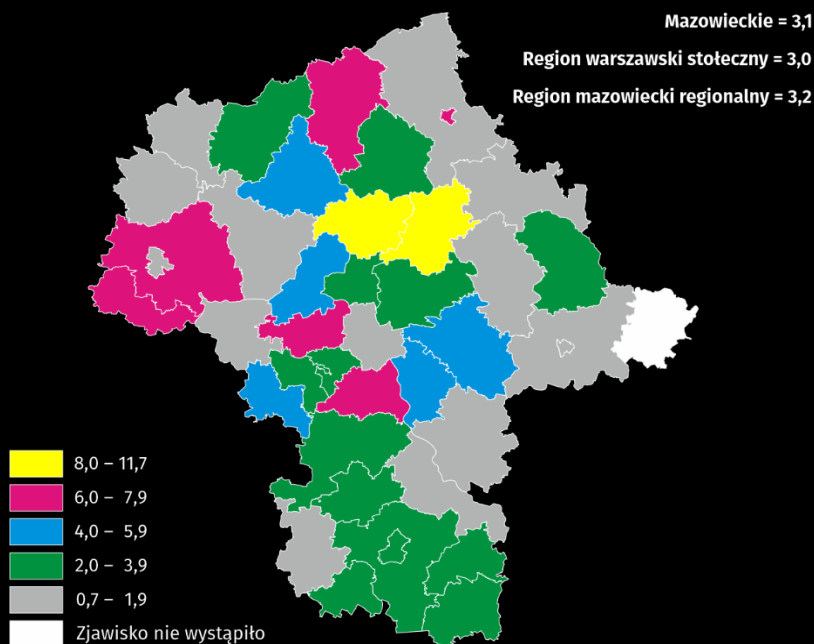 Mazowieckie = 3,1
Region warszawski stołeczny = 3,0
Region mazowiecki regionalny = 3,2
8,0 – 11,7
6,0 – 7,9
4,0 – 5,9
2,0 – 3,9
0,7 – 1,9
Zjawisko nie wystąpiło